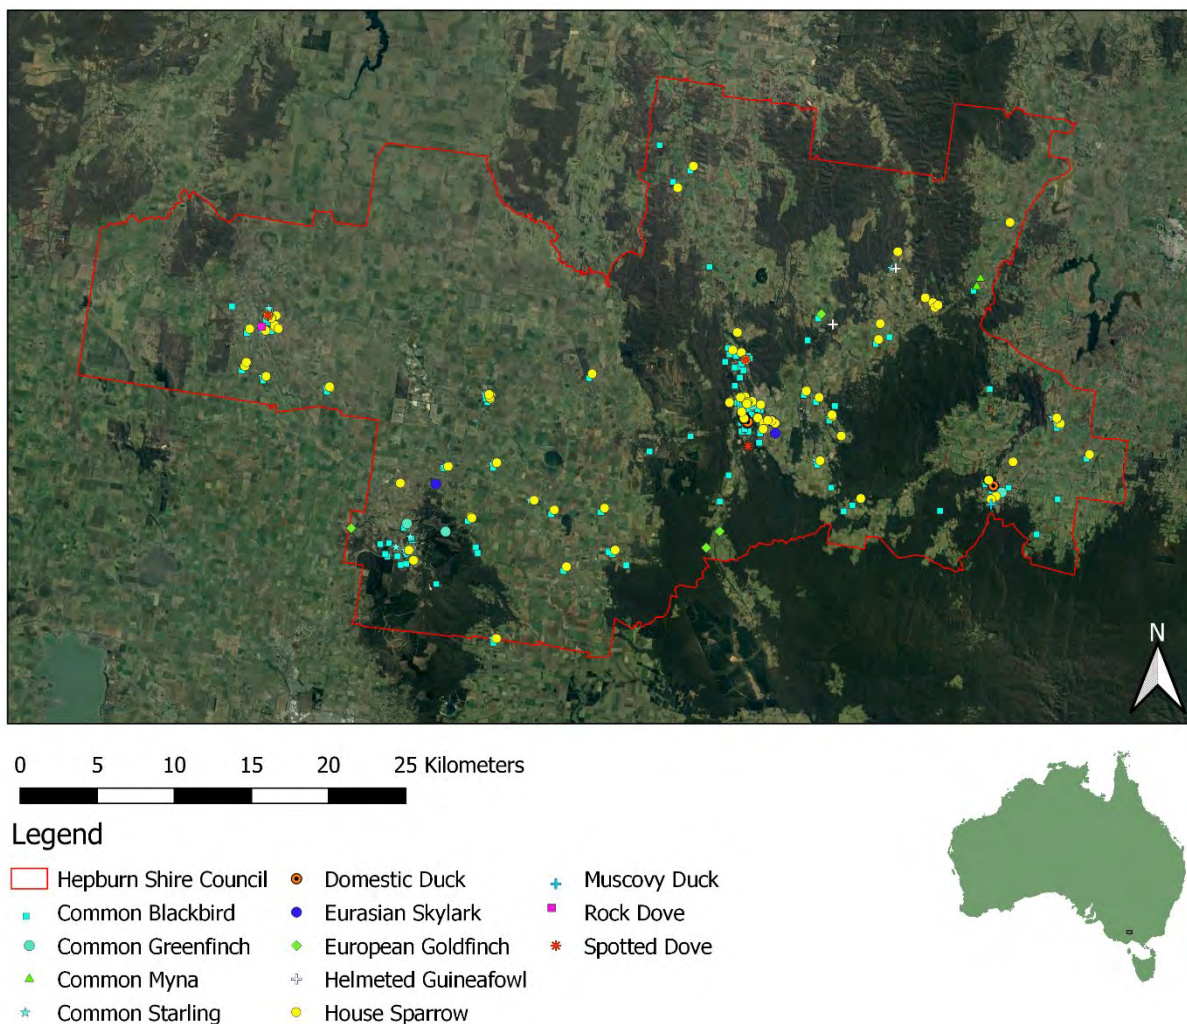 N
0 5 10 15 20 25 Kilometers
Legend
Hepburn Shire Council
Common Blackbird
Common Greenfinch
Common Myna
Common Starling
Domestic Duck
Eurasian Skylark
European Goldfinch
Helmeted Guineafowl
House Sparrow
Muscovy Duck
Rock Dove
Spotted Dove